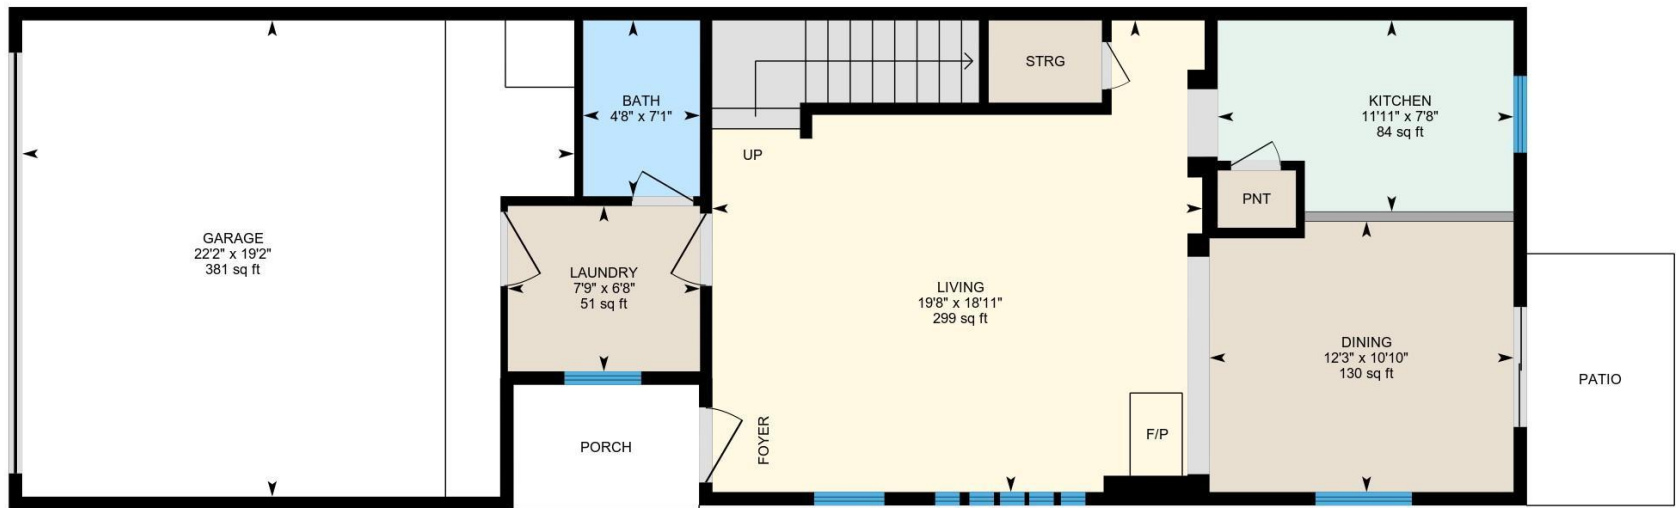 STRG
BATH
4'8" x 7'1"
KITCHEN
11'11" x 7'8"
84 sq ft
UP
PNT
GARAGE
22'2" x 19'2"
381 sq ft
LAUNDRY
7'9" x 6'8"
51 sq ft
LIVING
19'8" x 18'11"
299 sq ft
DINING
12'3" x 10'10"
130 sq ft
PATIO
PORCH
FOYER
F/P